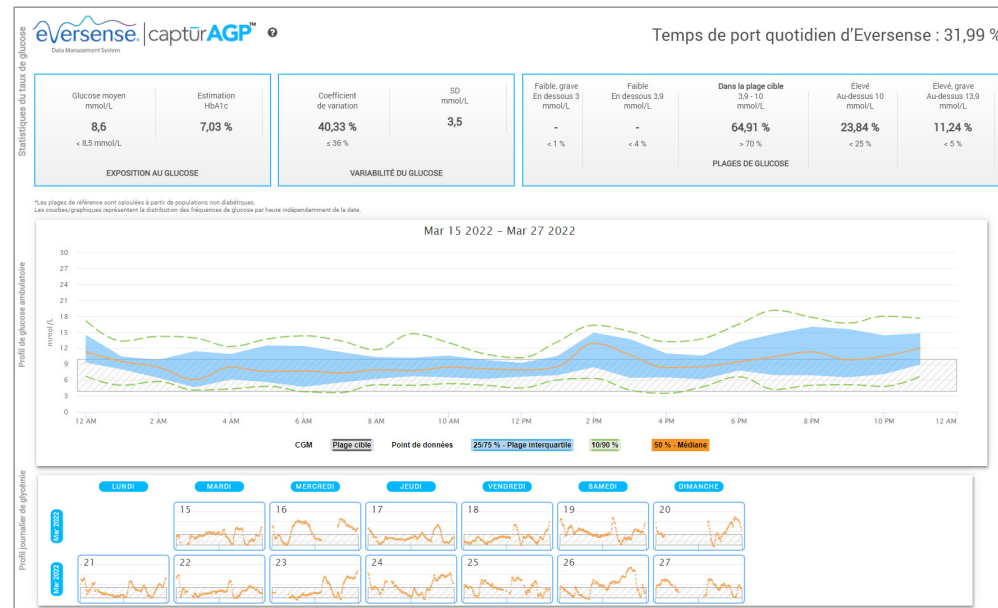 eversense. | captūrAGP™ ?
Data Management System
Temps de port quotidien d'Eversense : 31,99 %
Statistiques du taux de glucose
Glucose moyen
mmol/L
8,6
< 8,5 mmol/L
Estimation
HbA1c
7,03 %
EXPOSITION AU GLUCOSE
Coefficient
de variation
40,33 %
≤ 36 %
SD
mmol/L
3,5
VARIABILITÉ DU GLUCOSE
Faible, grave
En dessous 3
mmol/L
-
< 1 %
Faible
En dessous 3,9
mmol/L
-
< 4 %
Dans la plage cible
3,9 - 10
mmol/L
64,91 %
> 70 %
Élevé
Au-dessus 10
mmol/L
23,84 %
< 25 %
Élevé, grave
Au-dessus 13,9
mmol/L
11,24 %
< 5 %
PLAGES DE GLUCOSE
*Les plages de référence sont calculées à partir de populations non diabétiques.
Les courbes/graphiques représentent la distribution des fréquences de glucose par heure indépendamment de la date.
Profil de glucose ambulatoire
Mar 15 2022 – Mar 27 2022
mmol/L
30
27
24
21
18
15
12
9
6
3
0
12 AM 2 AM 4 AM 6 AM 8 AM 10 AM 12 PM 2 PM 4 PM 6 PM 8 PM 10 PM 12 AM
CGM Plage cible Point de données 25/75 % - Plage interquartile 10/90 % 50 % - Médiane
Profil journalier de glycémie
LUNDI MARDI MERCREDI JEUDI VENDREDI SAMEDI DIMANCHE
Mar 2022
15 16 17 18 19 20
Mar 2022
21 22 23 24 25 26 27